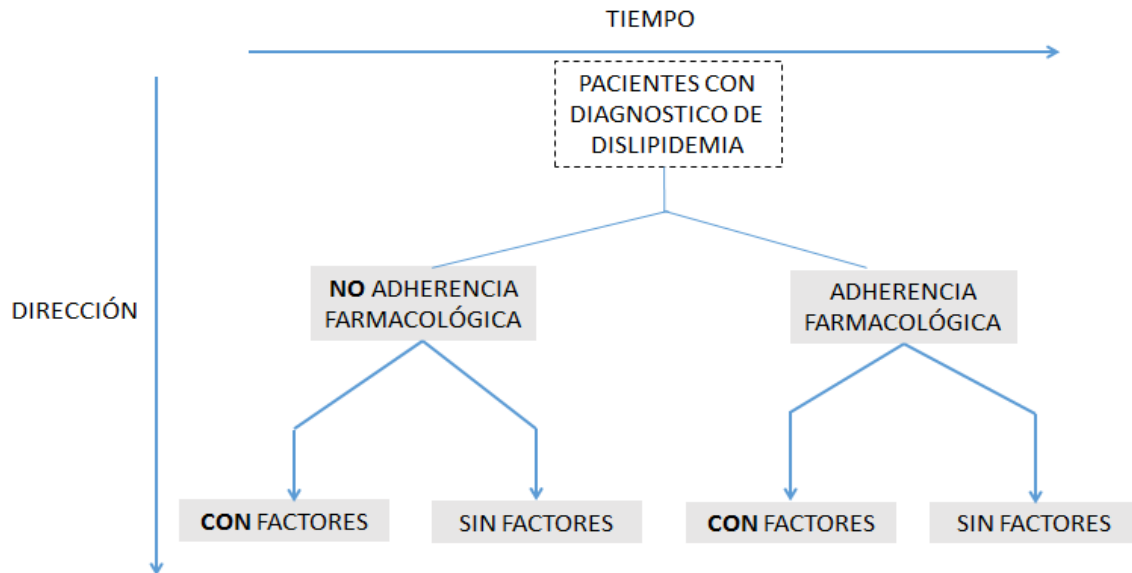 TIEMPO
PACIENTES CON
DIAGNOSTICO DE
DISLIPIDEMIA
DIRECCIÓN
NO ADHERENCIA
FARMACOLÓGICA
ADHERENCIA
FARMACOLÓGICA
CON FACTORES
SIN FACTORES
CON FACTORES
SIN FACTORES